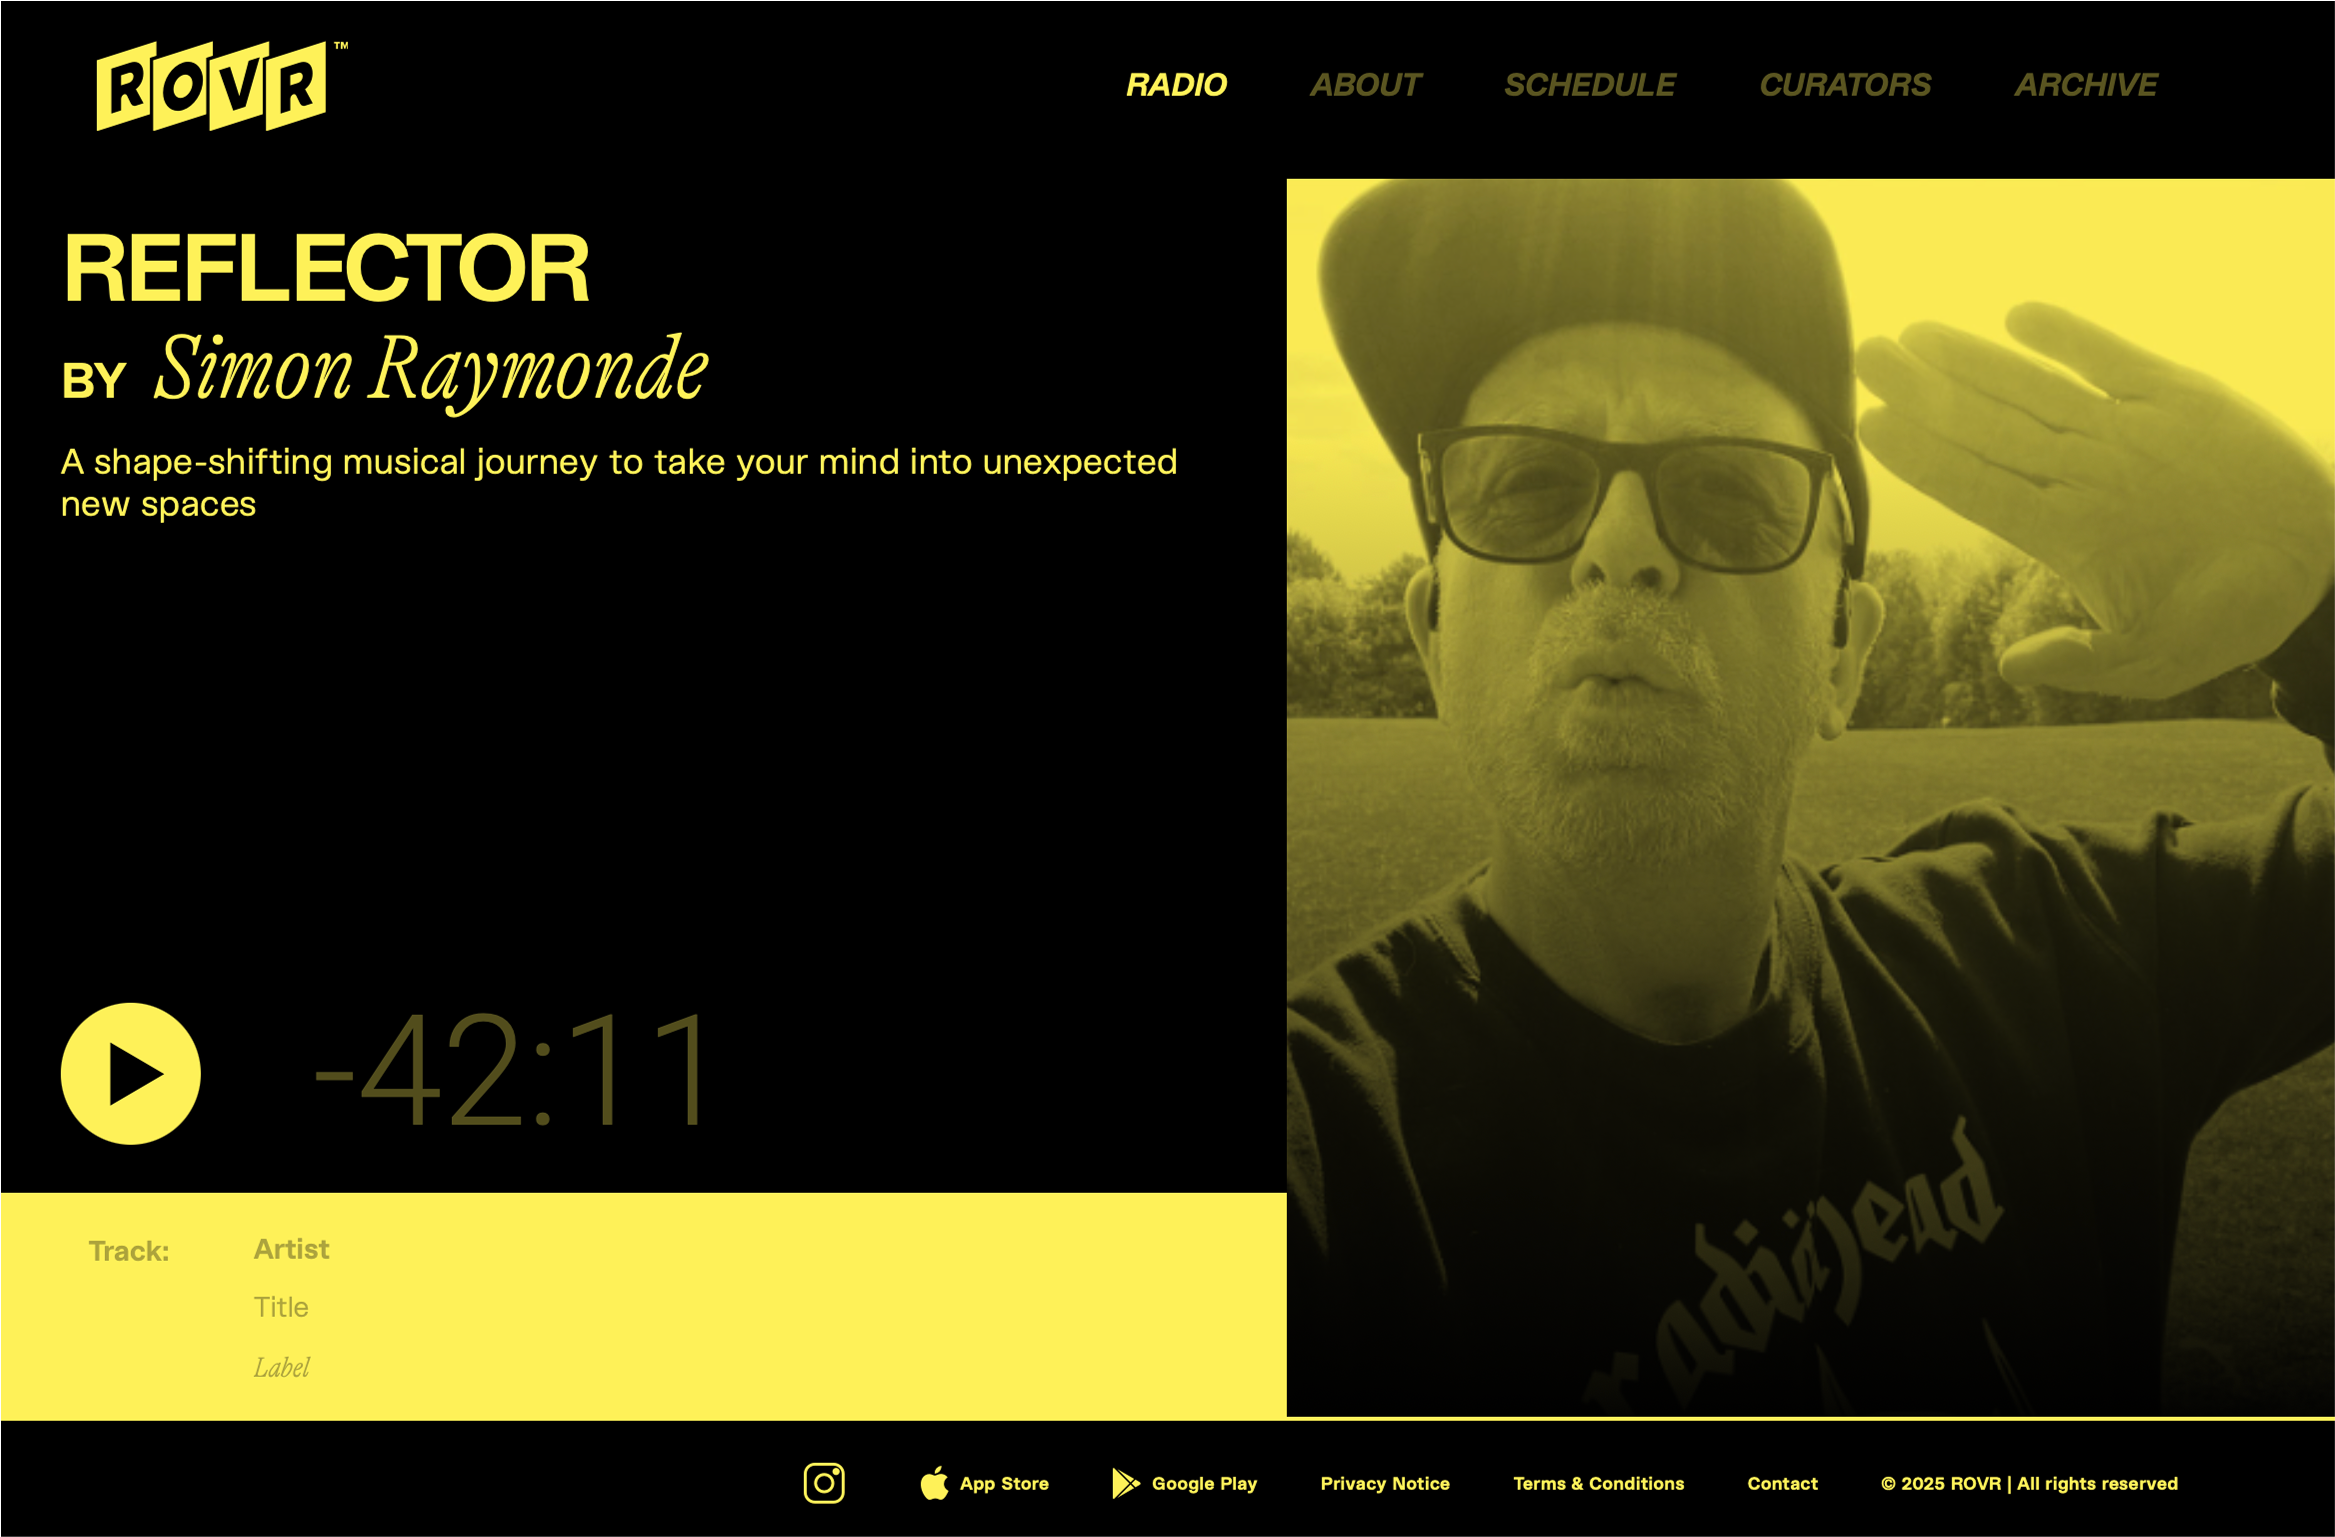 ROVR™
RADIO ABOUT SCHEDULE CURATORS ARCHIVE
REFLECTOR
BY Simon Raymonde
A shape-shifting musical journey to take your mind into unexpected
new spaces
-42:11
Track: Artist
Title
Label
radiohead
App Store Google Play Privacy Notice Terms & Conditions Contact © 2025 ROVR | All rights reserved